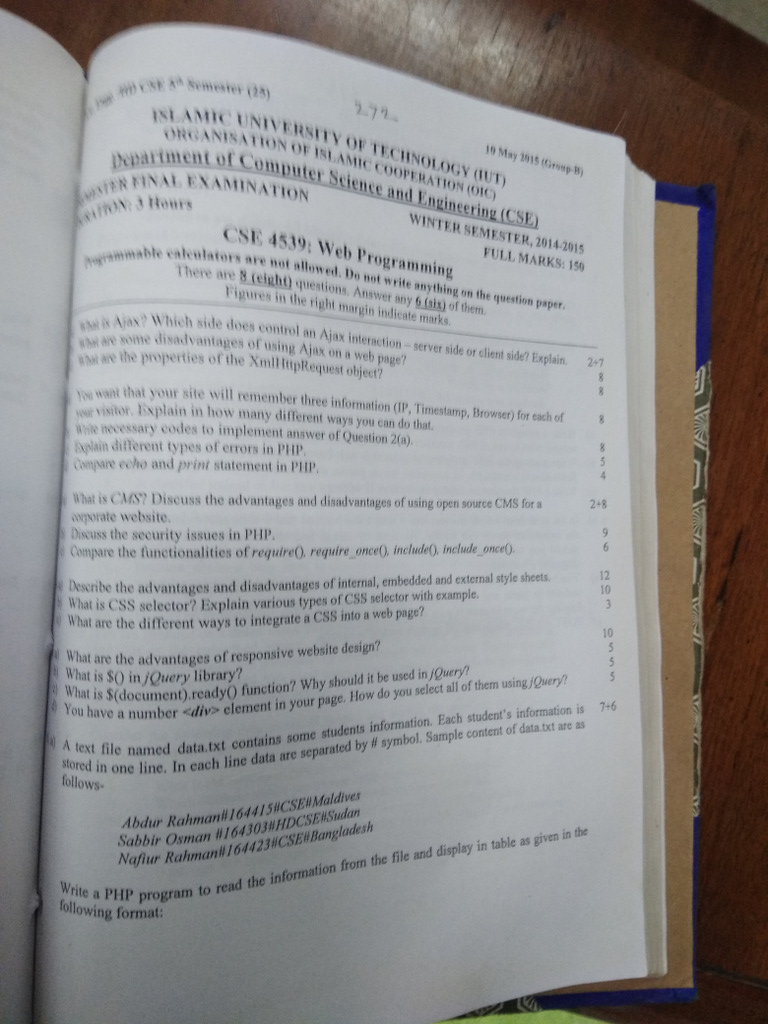 CSE 5th Semester (25)
272
19 May 2015 (Group-B)
ISLAMIC UNIVERSITY OF TECHNOLOGY (IUT)
ORGANISATION OF ISLAMIC COOPERATION (OIC)
Department of Computer Science and Engineering (CSE)
FINAL EXAMINATION WINTER SEMESTER, 2014-2015
3 Hours FULL MARKS: 150
CSE 4539: Web Programming
Programmable calculators are not allowed. Do not write anything on the question paper.
There are 8 (eight) questions. Answer any 6 (six) of them.
Figures in the right margin indicate marks.
What is Ajax? Which side does control an Ajax interaction – server side or client side? Explain. 2+7
What are some disadvantages of using Ajax on a web page? 8
What are the properties of the XmlHttpRequest object? 8
You want that your site will remember three information (IP, Timestamp, Browser) for each of 8
your visitor. Explain in how many different ways you can do that.
Write necessary codes to implement answer of Question 2(a). 8
Explain different types of errors in PHP. 5
Compare echo and print statement in PHP. 4
What is CMS? Discuss the advantages and disadvantages of using open source CMS for a 2+8
corporate website.
Discuss the security issues in PHP. 9
Compare the functionalities of require(), require_once(), include(), include_once(). 6
Describe the advantages and disadvantages of internal, embedded and external style sheets. 12
What is CSS selector? Explain various types of CSS selector with example. 10
What are the different ways to integrate a CSS into a web page? 3
What are the advantages of responsive website design? 10
What is $() in jQuery library? 5
What is $(document).ready() function? Why should it be used in jQuery? 5
You have a number <div> element in your page. How do you select all of them using jQuery? 5
a) A text file named data.txt contains some students information. Each student's information is 7+6
stored in one line. In each line data are separated by # symbol. Sample content of data.txt are as
follows-
Abdur Rahman#164415#CSE#Maldives
Sabbir Osman #164303#HDCSE#Sudan
Nafiur Rahman#164423#CSE#Bangladesh
Write a PHP program to read the information from the file and display in table as given in the
following format: